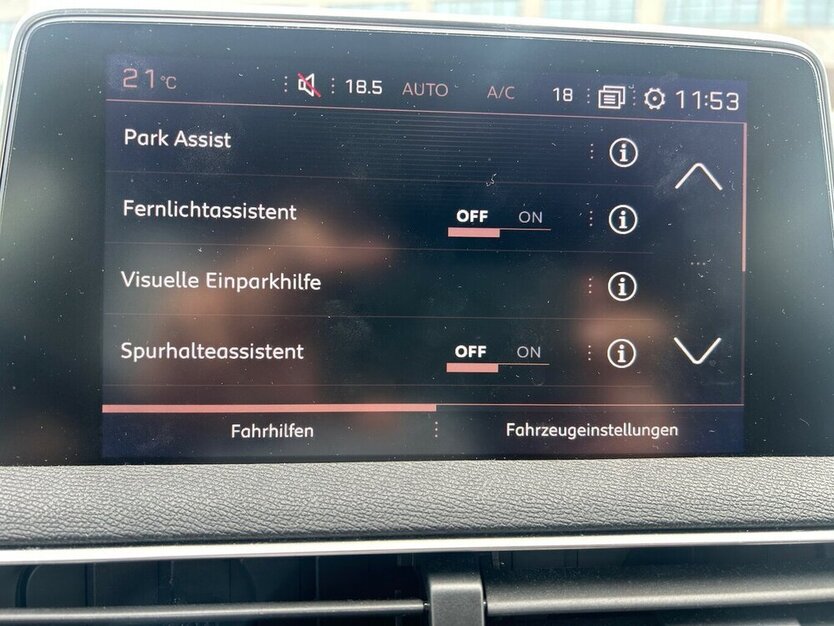 21°C 18.5 AUTO A/C 18 11:53
Park Assist
Fernlichtassistent OFF ON
Visuelle Einparkhilfe
Spurhalteassistent OFF ON
Fahrhilfen Fahrzeugeinstellungen